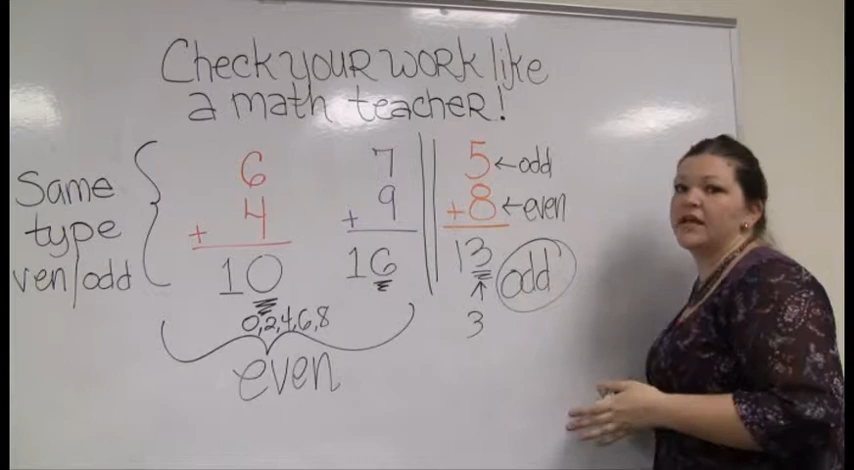 Check your work like
a math teacher!
Same
type
ven/odd
6
+ 4
10
0,2,4,6,8
7
+ 9
16
even
5 ←odd
+8 ←even
13
odd
↑
3